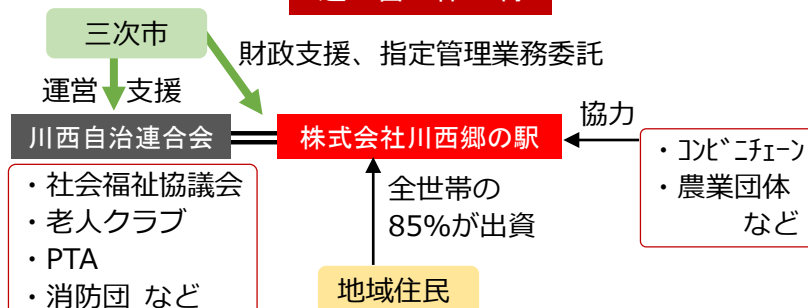 三次市
財政支援、指定管理業務委託
運営 支援
川西自治連合会
株式会社川西郷の駅
協力
・社会福祉協議会
・老人クラブ
・PTA
・消防団 など
全世帯の
85%が出資
地域住民
・ｺﾝﾋﾞﾆﾁｪｰﾝ
・農業団体
など